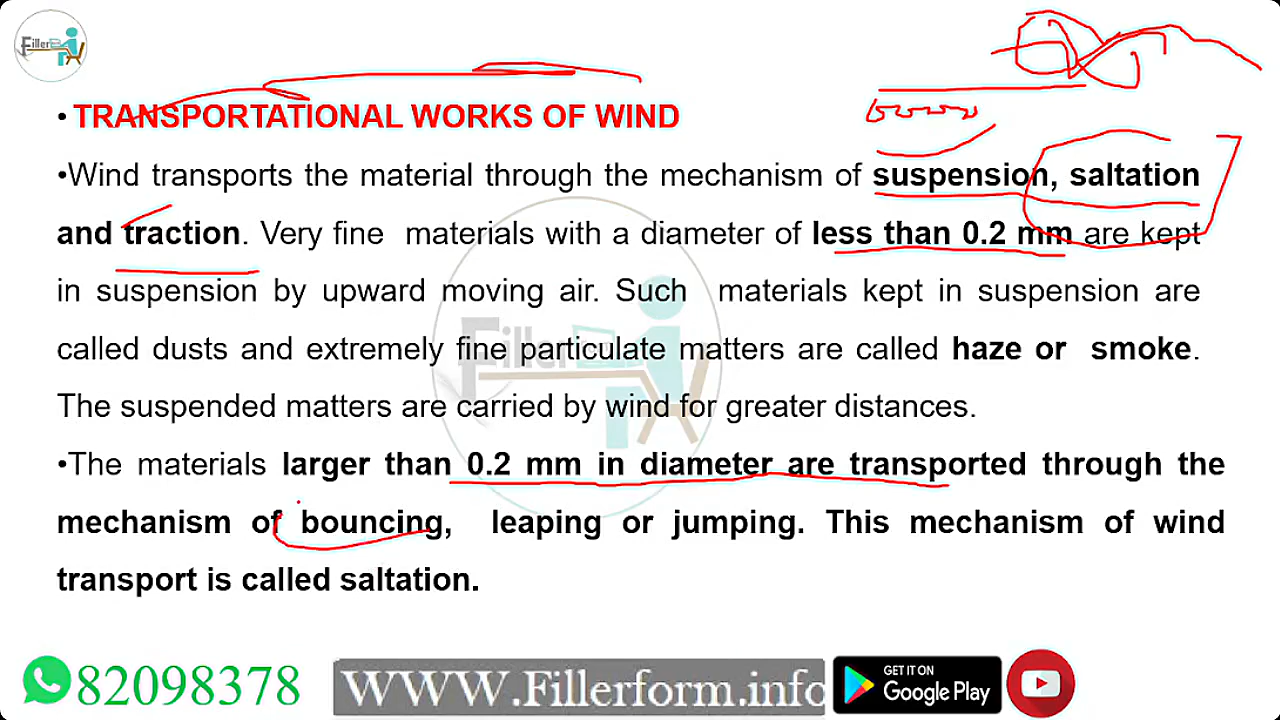 Filler
• TRANSPORTATIONAL WORKS OF WIND
•Wind transports the material through the mechanism of suspension, saltation
and traction. Very fine materials with a diameter of less than 0.2 mm are kept
in suspension by upward moving air. Such materials kept in suspension are
called dusts and extremely fine particulate matters are called haze or smoke.
The suspended matters are carried by wind for greater distances.
•The materials larger than 0.2 mm in diameter are transported through the
mechanism of bouncing, leaping or jumping. This mechanism of wind
transport is called saltation.
82098378 WWW.Fillerform.info GET IT ON
Google Play